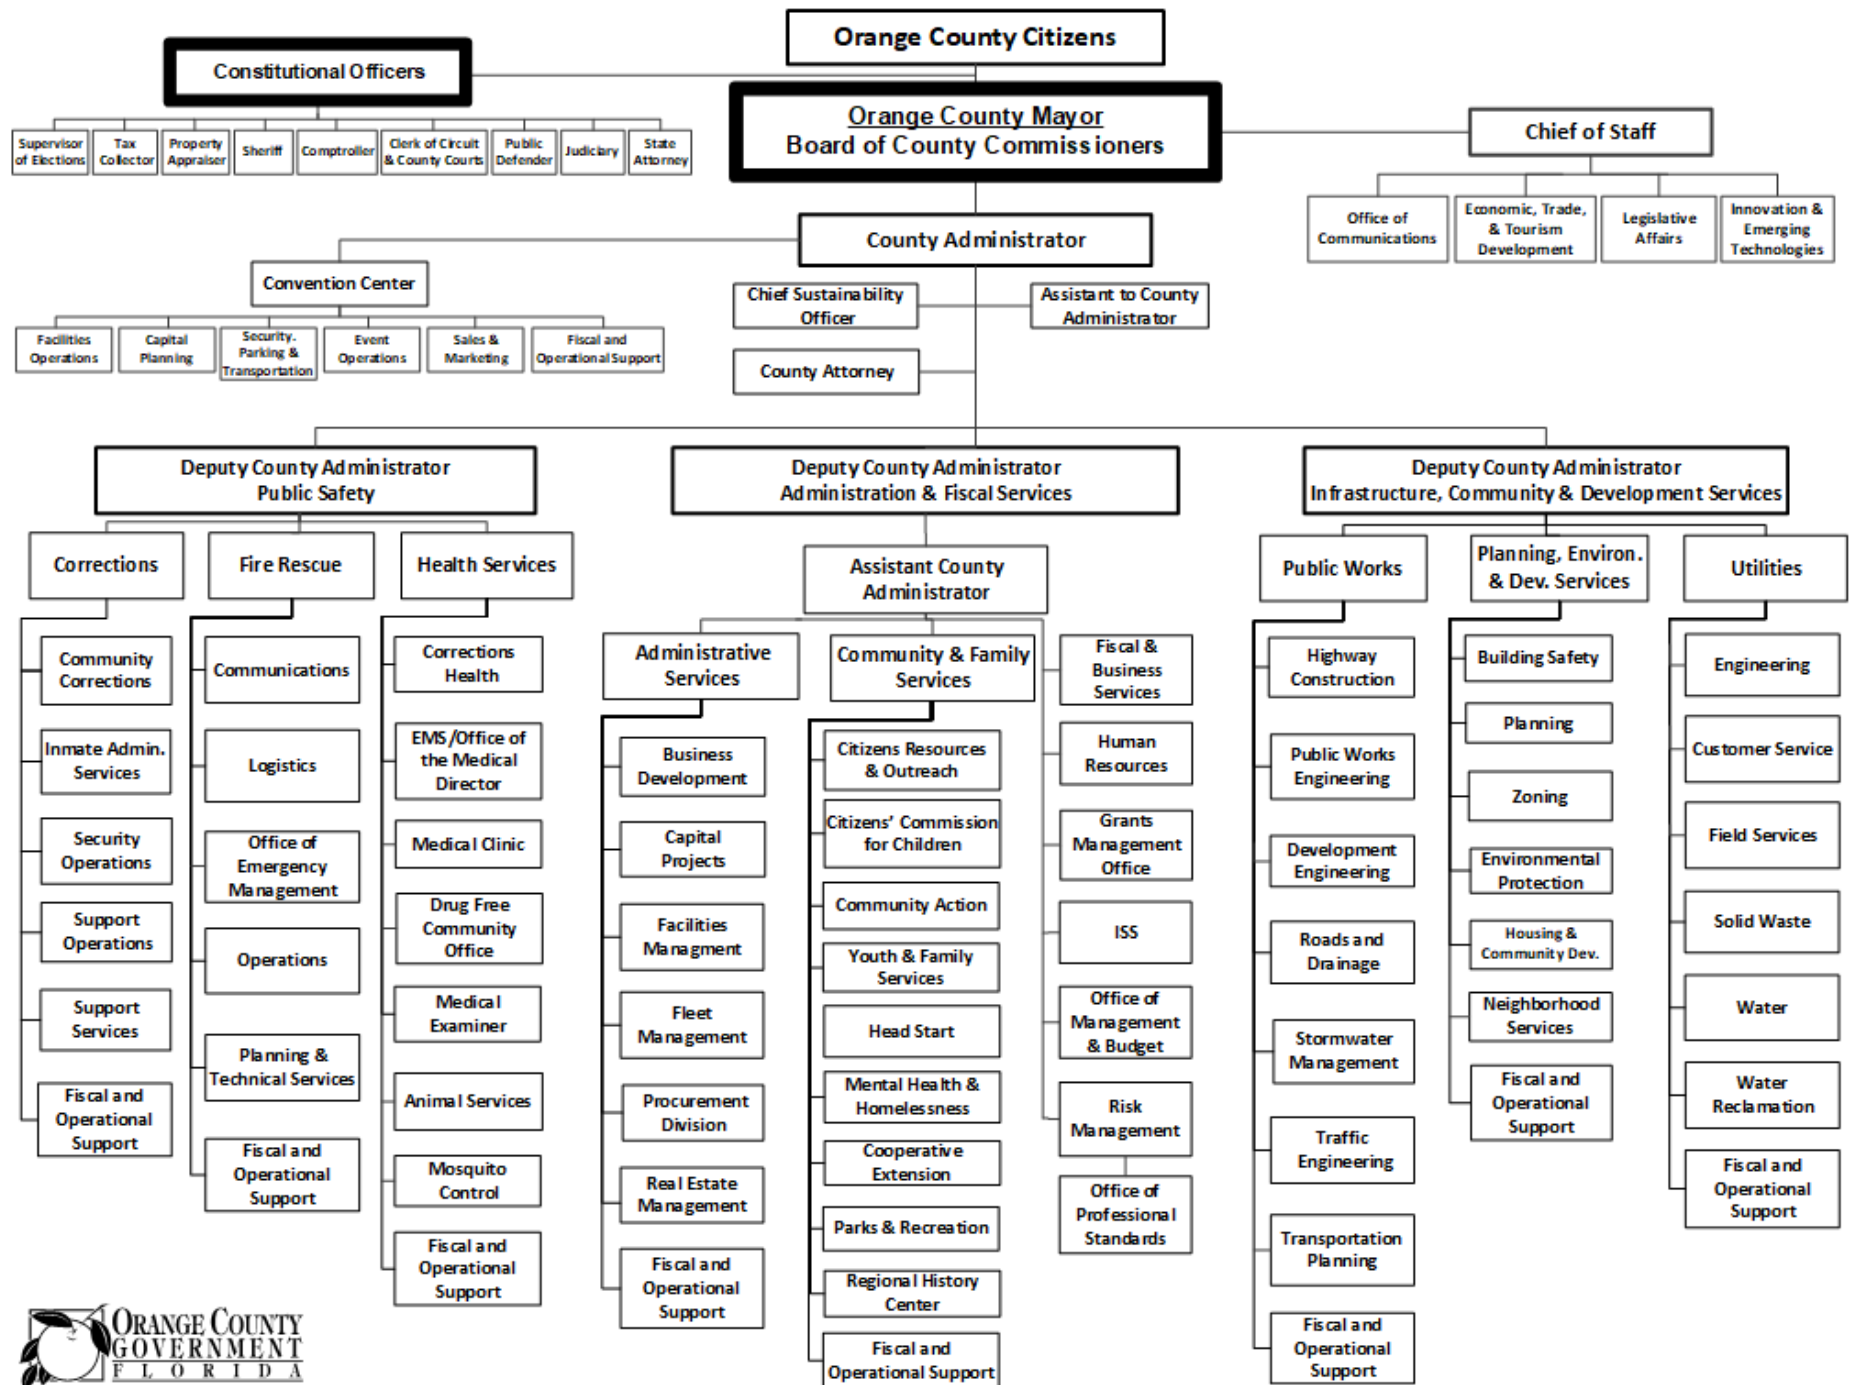 Orange County Citizens
Constitutional Officers
Orange County Mayor
Board of County Commissioners
Chief of Staff
Supervisor
of Elections
Tax
Collector
Property
Appraiser
Sheriff
Comptroller
Clerk of Circuit
& County Courts
Public
Defender
Judiciary
State
Attorney
Office of
Communications
Economic, Trade,
& Tourism
Development
Legislative
Affairs
Innovation &
Emerging
Technologies
County Administrator
Convention Center
Chief Sustainability
Officer
Assistant to County
Administrator
Facilities
Operations
Capital
Planning
Security.
Parking &
Transportation
Event
Operations
Sales &
Marketing
Fiscal and
Operational Support
County Attorney
Deputy County Administrator
Public Safety
Deputy County Administrator
Administration & Fiscal Services
Deputy County Administrator
Infrastructure, Community & Development Services
Corrections
Fire Rescue
Health Services
Assistant County
Administrator
Public Works
Planning, Environ.
& Dev. Services
Utilities
Community
Corrections
Inmate Admin.
Services
Security
Operations
Support
Operations
Support
Services
Fiscal and
Operational
Support
Communications
Logistics
Office of
Emergency
Management
Operations
Planning &
Technical Services
Fiscal and
Operational
Support
Corrections
Health
EMS/Office of
the Medical
Director
Medical Clinic
Drug Free
Community
Office
Medical
Examiner
Animal Services
Mosquito
Control
Fiscal and
Operational
Support
Administrative
Services
Business
Development
Capital
Projects
Facilities
Managment
Fleet
Management
Procurement
Division
Real Estate
Management
Fiscal and
Operational
Support
Community & Family
Services
Citizens Resources
& Outreach
Citizens' Commission
for Children
Community Action
Youth & Family
Services
Head Start
Mental Health &
Homelessness
Cooperative
Extension
Parks & Recreation
Regional History
Center
Fiscal and
Operational Support
Fiscal &
Business
Services
Human
Resources
Grants
Management
Office
ISS
Office of
Management
& Budget
Risk
Management
Office of
Professional
Standards
Highway
Construction
Public Works
Engineering
Development
Engineering
Roads and
Drainage
Stormwater
Management
Traffic
Engineering
Transportation
Planning
Fiscal and
Operational
Support
Building Safety
Planning
Zoning
Environmental
Protection
Housing &
Community Dev.
Neighborhood
Services
Fiscal and
Operational
Support
Engineering
Customer Service
Field Services
Solid Waste
Water
Water
Reclamation
Fiscal and
Operational
Support
ORANGE COUNTY
GOVERNMENT
FLORIDA